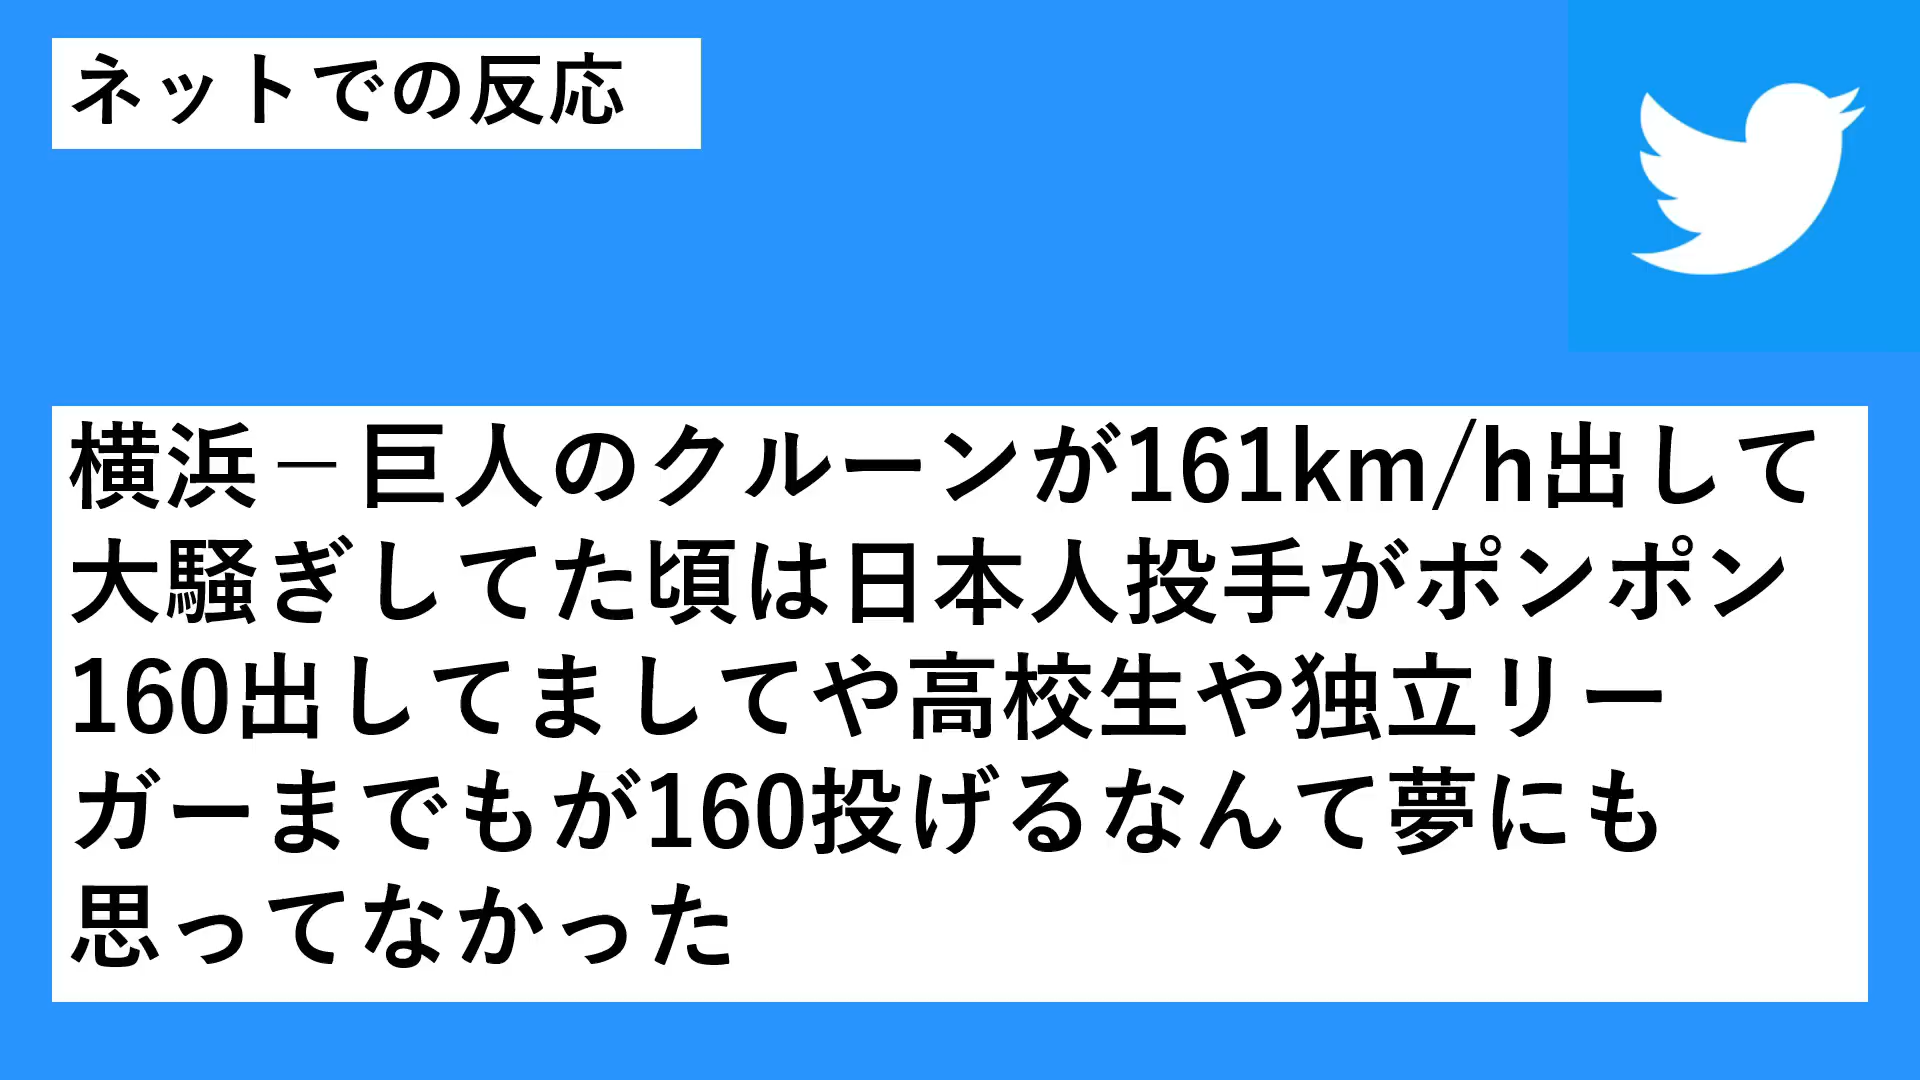 ネットでの反応
横浜－巨人のクルーンが161km/h出して
大騒ぎしてた頃は日本人投手がポンポン
160出してましてや高校生や独立リー
ガーまでもが160投げるなんて夢にも
思ってなかった